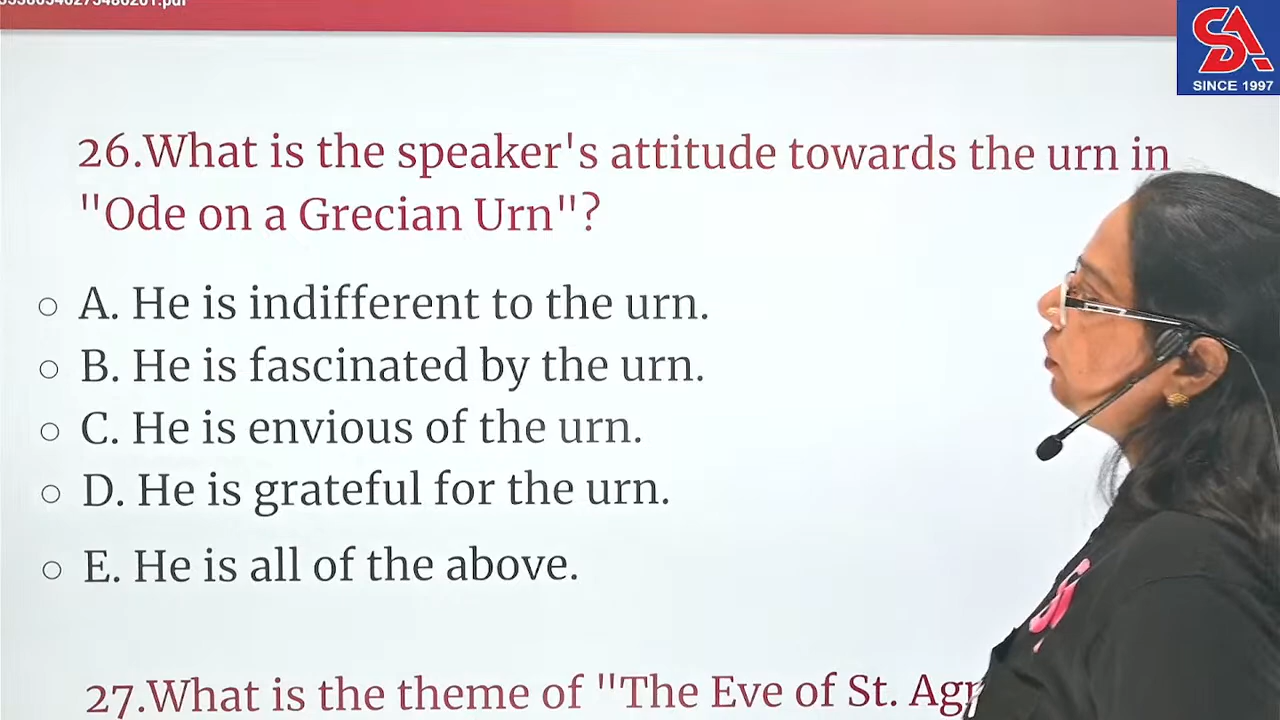 SINCE 1997
26.What is the speaker's attitude towards the urn in
"Ode on a Grecian Urn"?
A. He is indifferent to the urn.
B. He is fascinated by the urn.
C. He is envious of the urn.
D. He is grateful for the urn.
E. He is all of the above.
27.What is the theme of "The Eve of St.